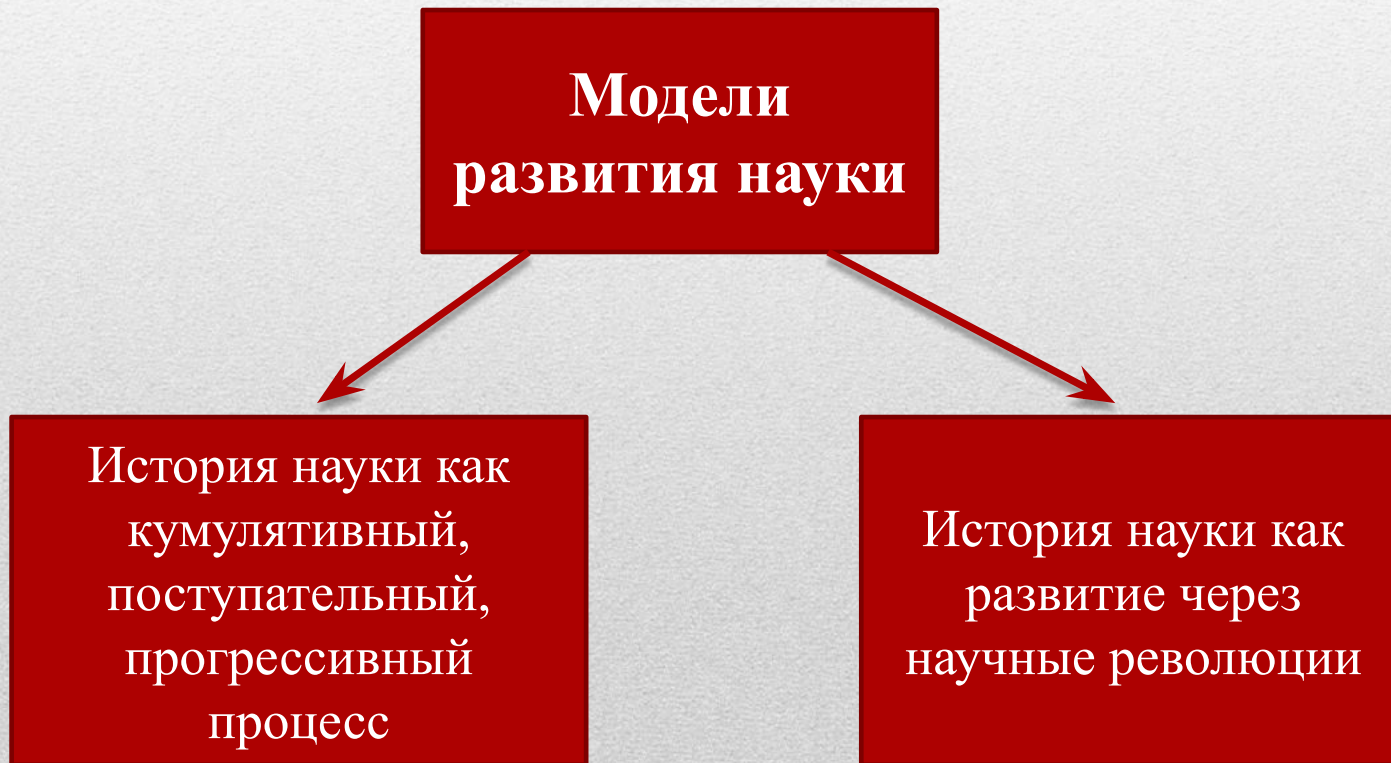 Модели
развития науки
История науки как
кумулятивный,
поступательный,
прогрессивный
процесс
История науки как
развитие через
научные революции